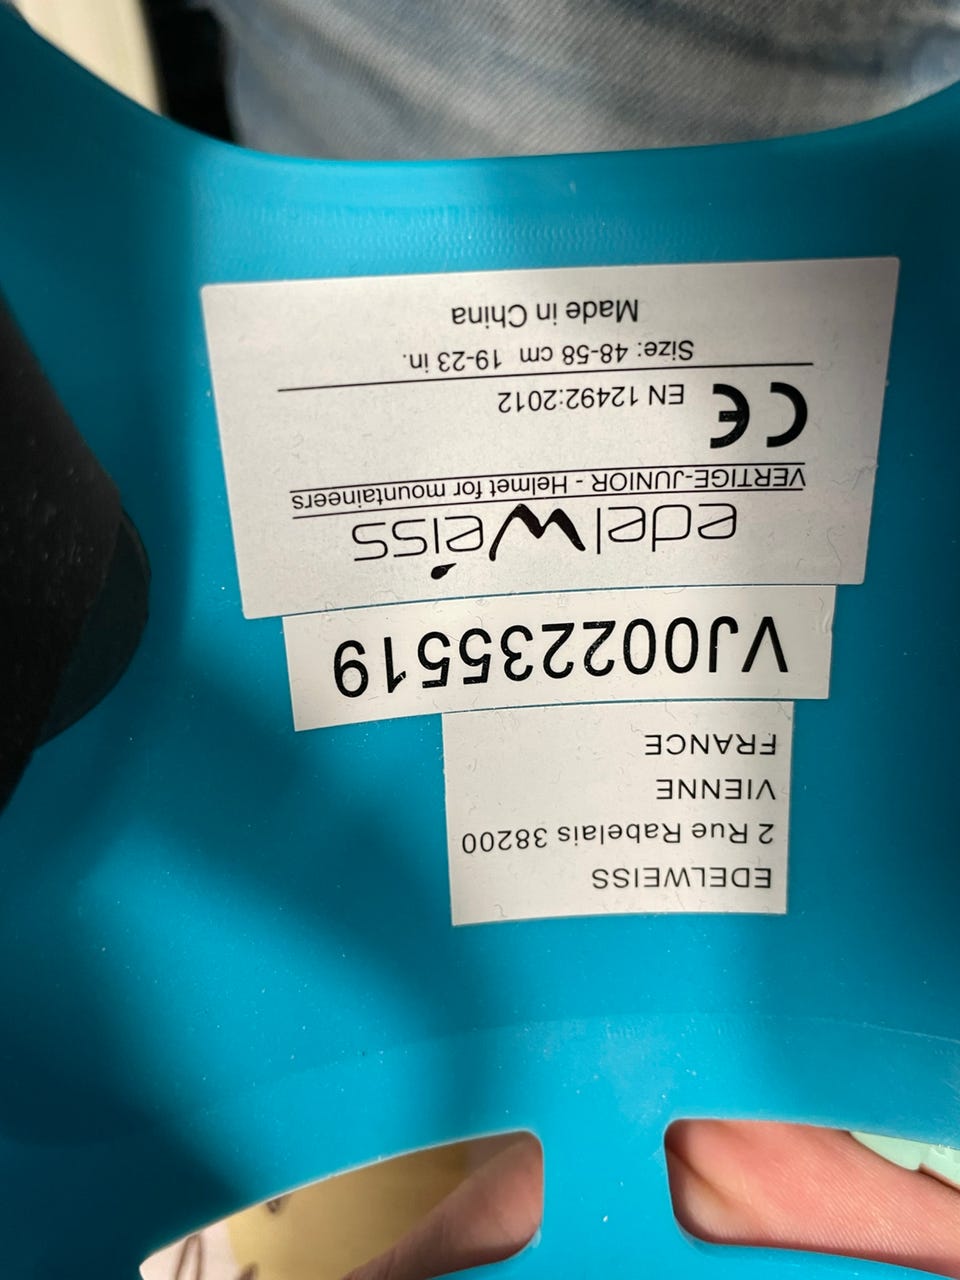 EDELWEISS
2 Rue Rabelais 38200
VIENNE
FRANCE
VJ00235519
edelweiss
VERTIGE-JUNIOR - Helmet for mountaineers
CE EN 12492:2012
Size: 48-58 cm 19-23 in.
Made in China